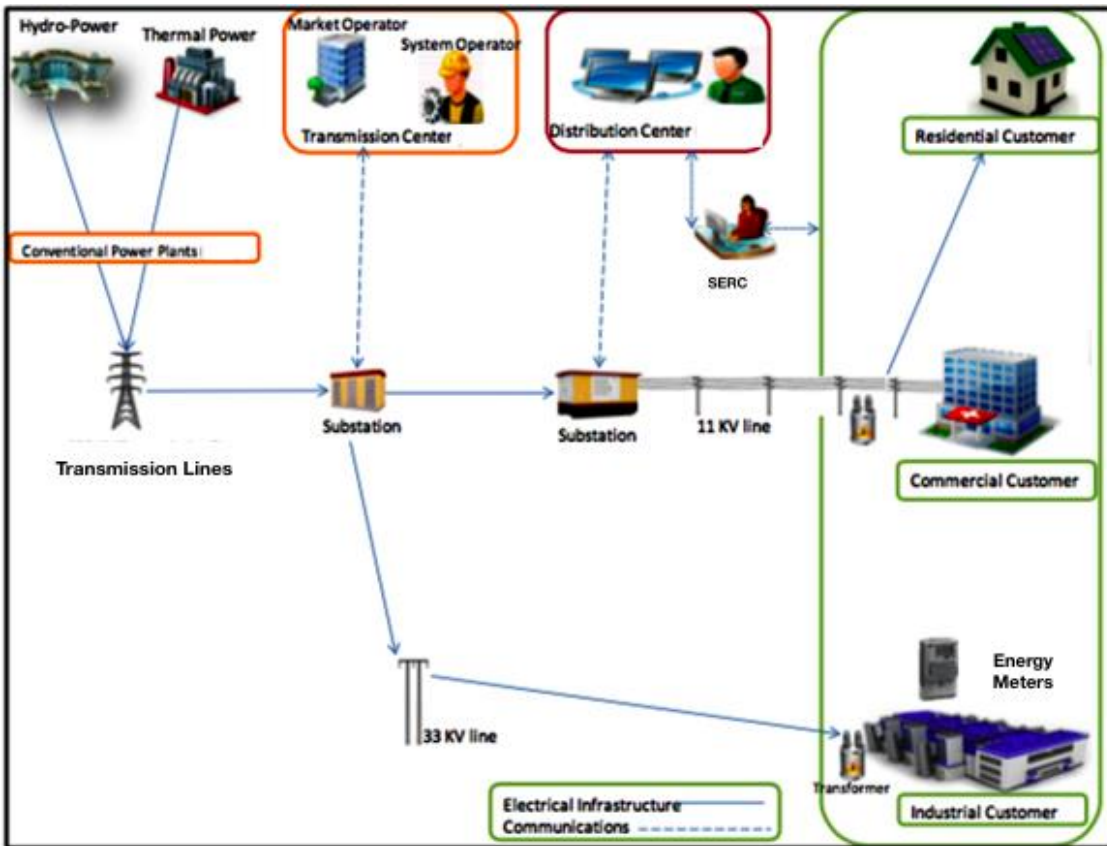 Hydro-Power
Thermal Power
Market Operator
System Operator
Transmission Center
Distribution Center
Residential Customer
Conventional Power Plants
SERC
Substation
Substation
11 KV line
Transmission Lines
Commercial Customer
Energy
Meters
33 KV line
Transformer
Industrial Customer
Electrical Infrastructure
Communications